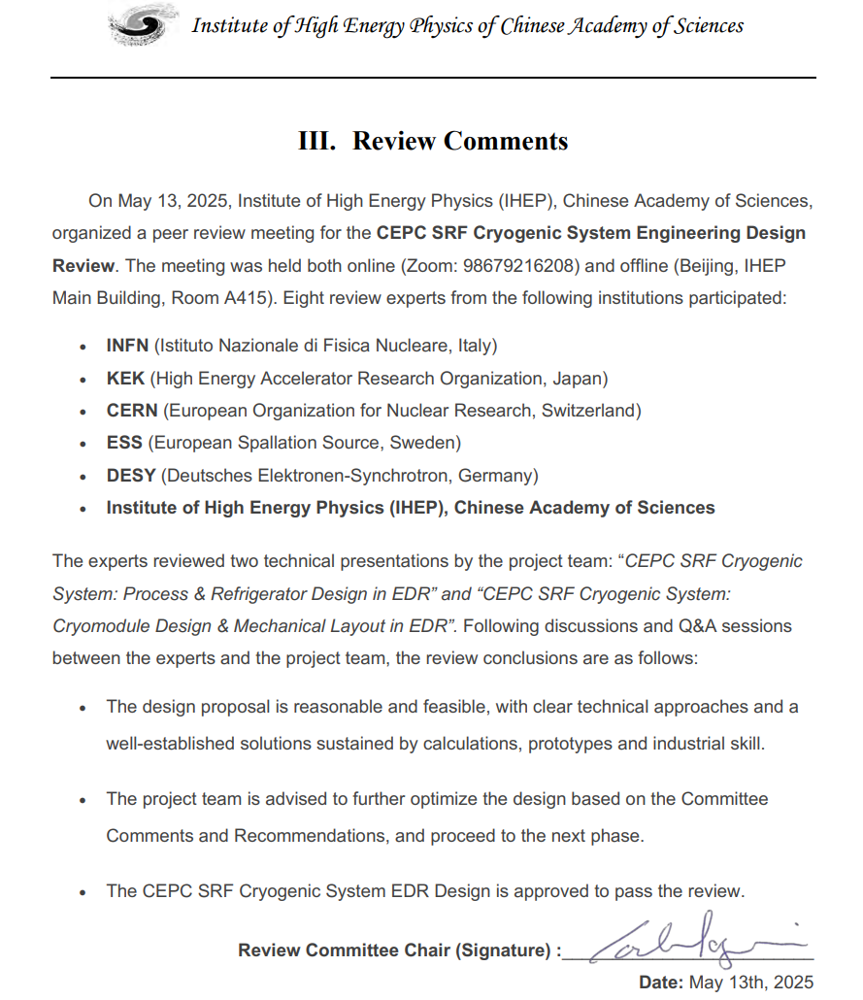 Institute of High Energy Physics of Chinese Academy of Sciences
III. Review Comments
On May 13, 2025, Institute of High Energy Physics (IHEP), Chinese Academy of Sciences,
organized a peer review meeting for the CEPC SRF Cryogenic System Engineering Design
Review. The meeting was held both online (Zoom: 98679216208) and offline (Beijing, IHEP
Main Building, Room A415). Eight review experts from the following institutions participated:
• INFN (Istituto Nazionale di Fisica Nucleare, Italy)
• KEK (High Energy Accelerator Research Organization, Japan)
• CERN (European Organization for Nuclear Research, Switzerland)
• ESS (European Spallation Source, Sweden)
• DESY (Deutsches Elektronen-Synchrotron, Germany)
• Institute of High Energy Physics (IHEP), Chinese Academy of Sciences
The experts reviewed two technical presentations by the project team: “CEPC SRF Cryogenic
System: Process & Refrigerator Design in EDR” and “CEPC SRF Cryogenic System:
Cryomodule Design & Mechanical Layout in EDR”. Following discussions and Q&A sessions
between the experts and the project team, the review conclusions are as follows:
• The design proposal is reasonable and feasible, with clear technical approaches and a
well-established solutions sustained by calculations, prototypes and industrial skill.
• The project team is advised to further optimize the design based on the Committee
Comments and Recommendations, and proceed to the next phase.
• The CEPC SRF Cryogenic System EDR Design is approved to pass the review.
Review Committee Chair (Signature) :
Date: May 13th, 2025